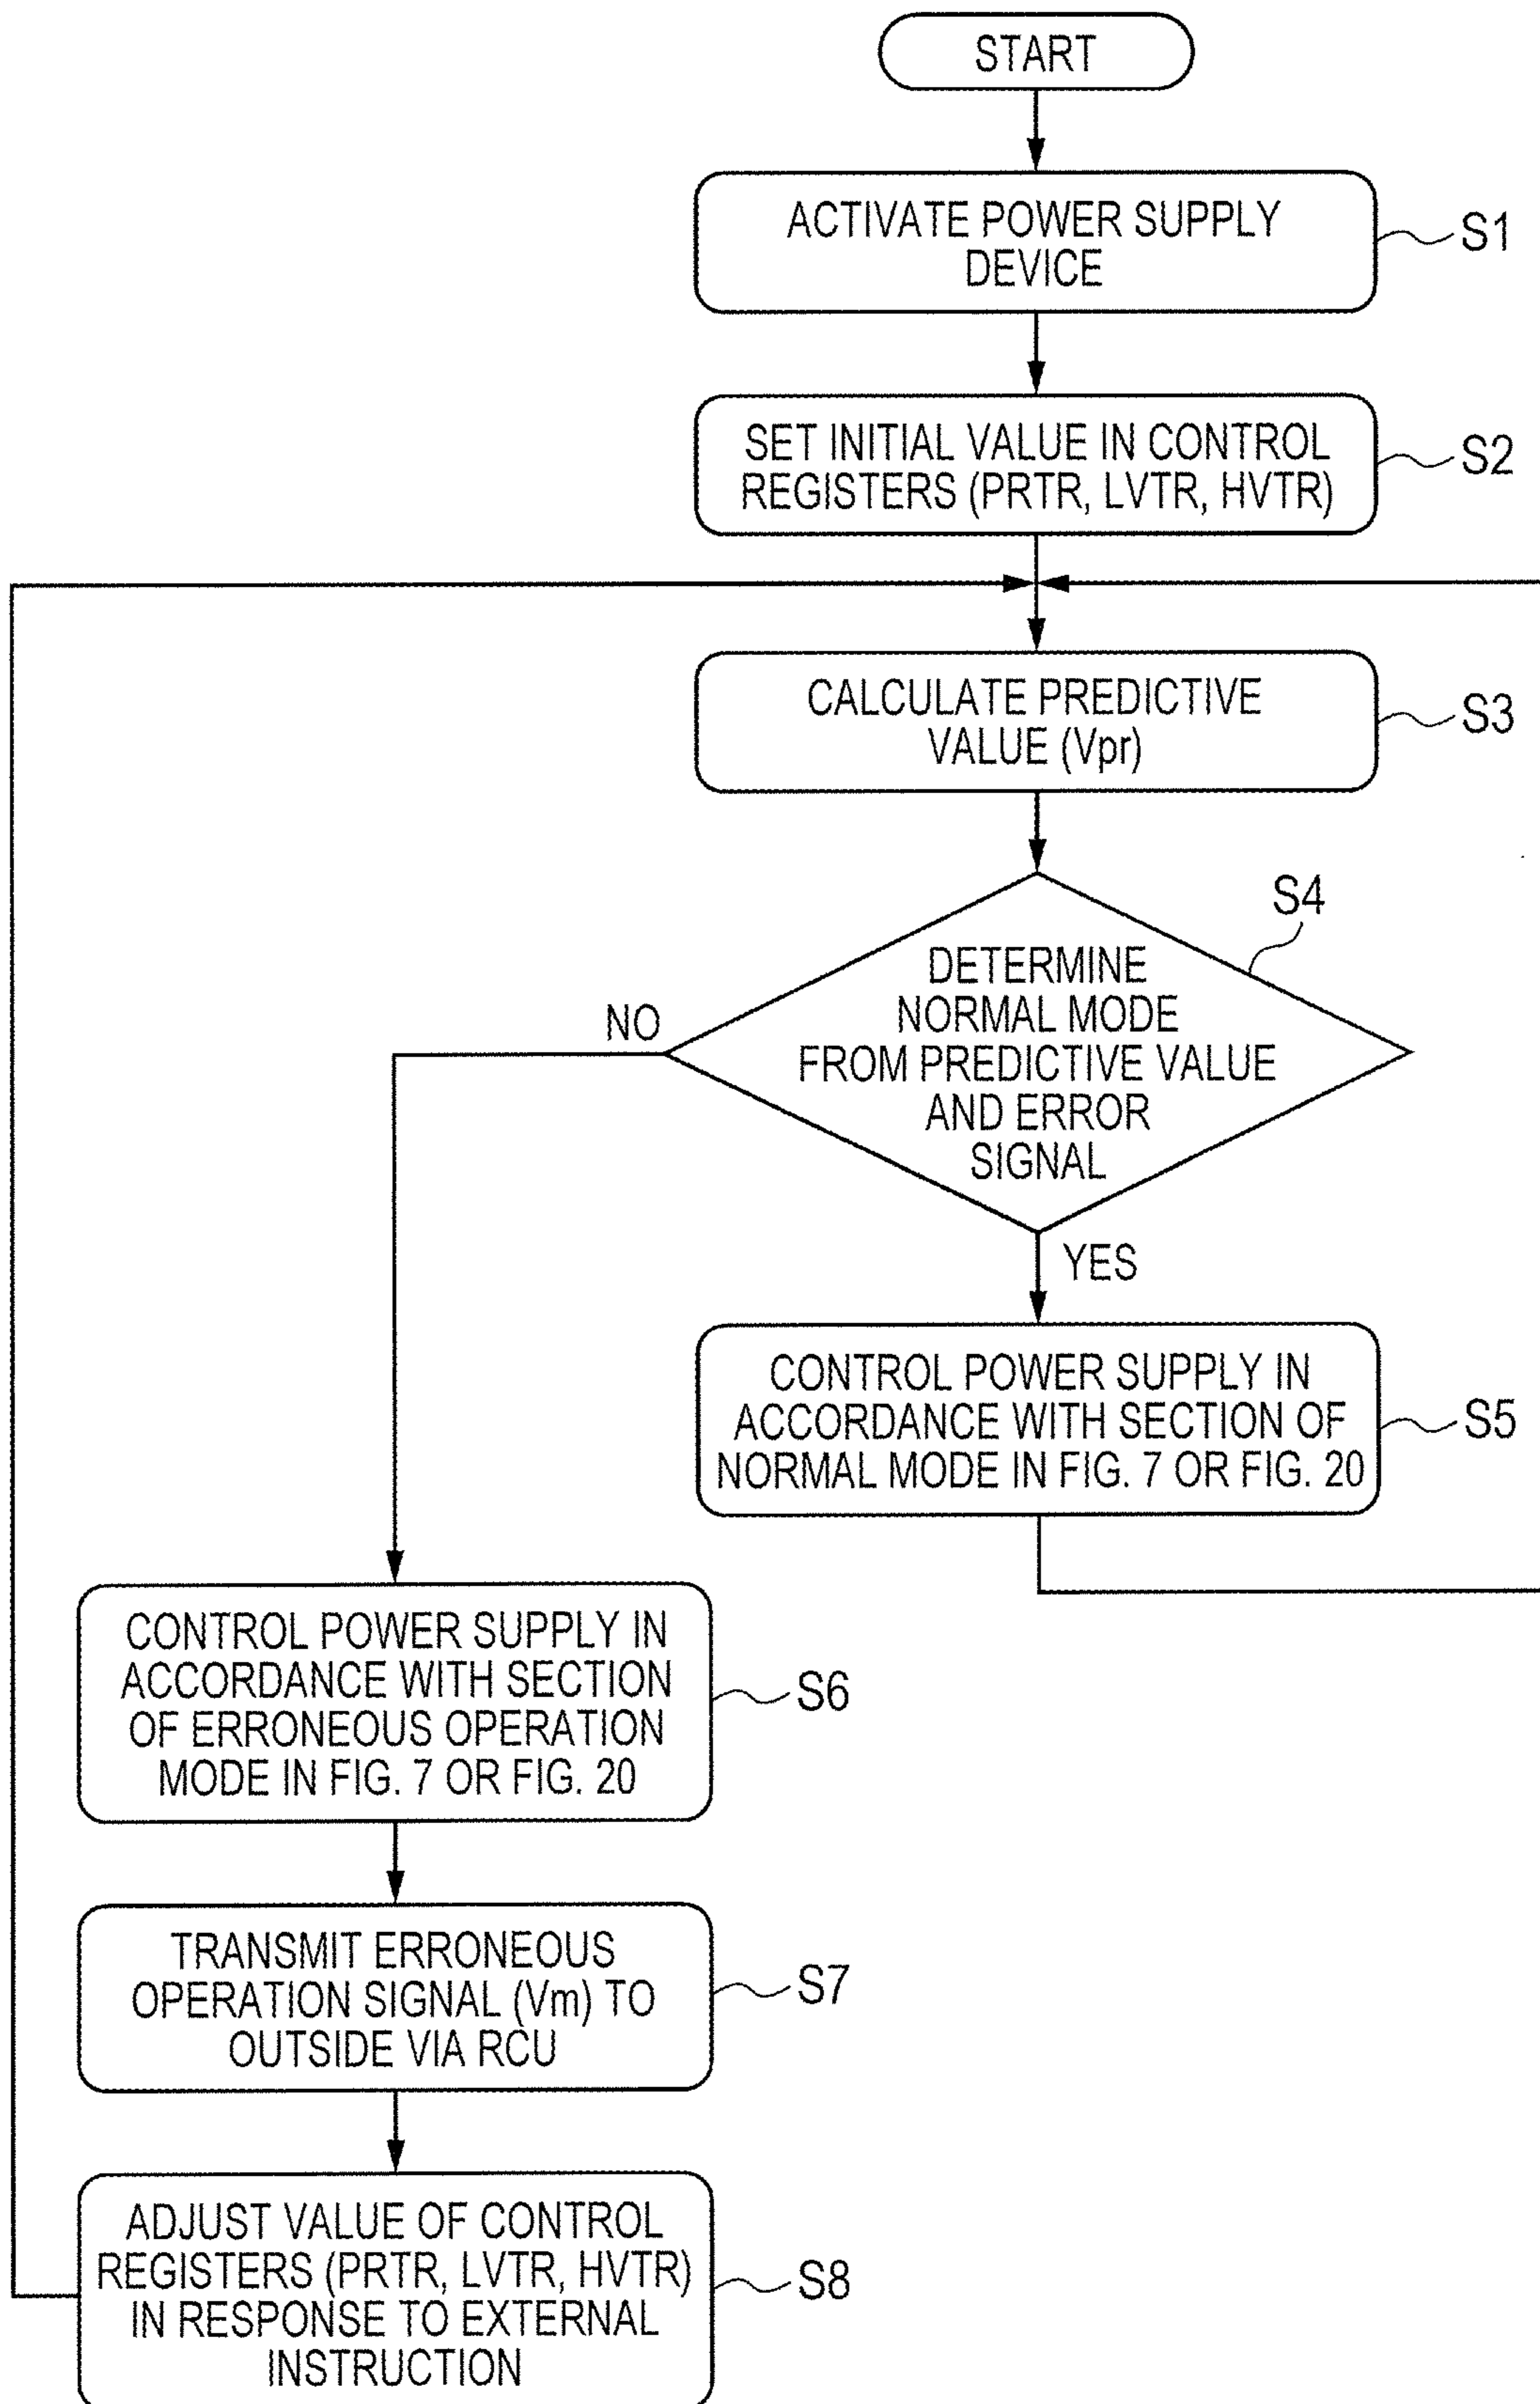 START
ACTIVATE POWER SUPPLY
DEVICE
S1
SET INITIAL VALUE IN CONTROL
REGISTERS (PRTR, LVTR, HVTR)
S2
CALCULATE PREDICTIVE
VALUE (Vpr)
S3
S4
DETERMINE
NORMAL MODE
FROM PREDICTIVE VALUE
AND ERROR
SIGNAL
NO
YES
CONTROL POWER SUPPLY IN
ACCORDANCE WITH SECTION OF
NORMAL MODE IN FIG. 7 OR FIG. 20
S5
CONTROL POWER SUPPLY IN
ACCORDANCE WITH SECTION
OF ERRONEOUS OPERATION
MODE IN FIG. 7 OR FIG. 20
S6
TRANSMIT ERRONEOUS
OPERATION SIGNAL (Vm) TO
OUTSIDE VIA RCU
S7
ADJUST VALUE OF CONTROL
REGISTERS (PRTR, LVTR, HVTR)
IN RESPONSE TO EXTERNAL
INSTRUCTION
S8